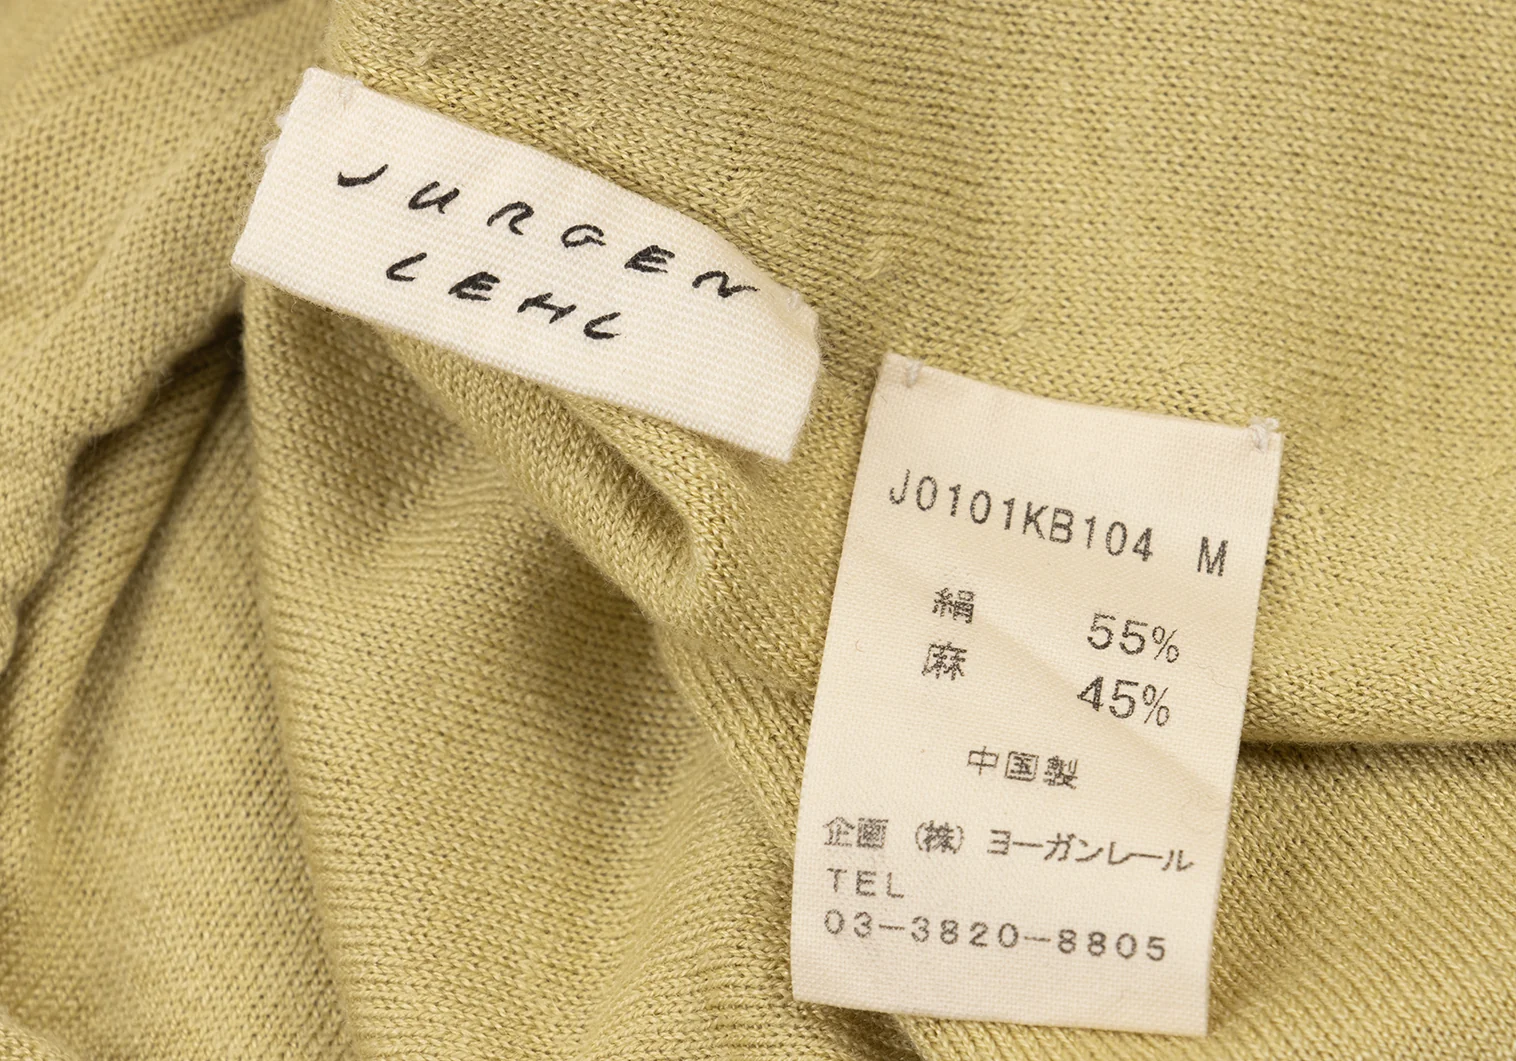 JURGEN
LEHL
J0101KB104 M
絹 55%
麻 45%
中国製
企画 (株) ヨーガンレール
TEL
03-3820-8805